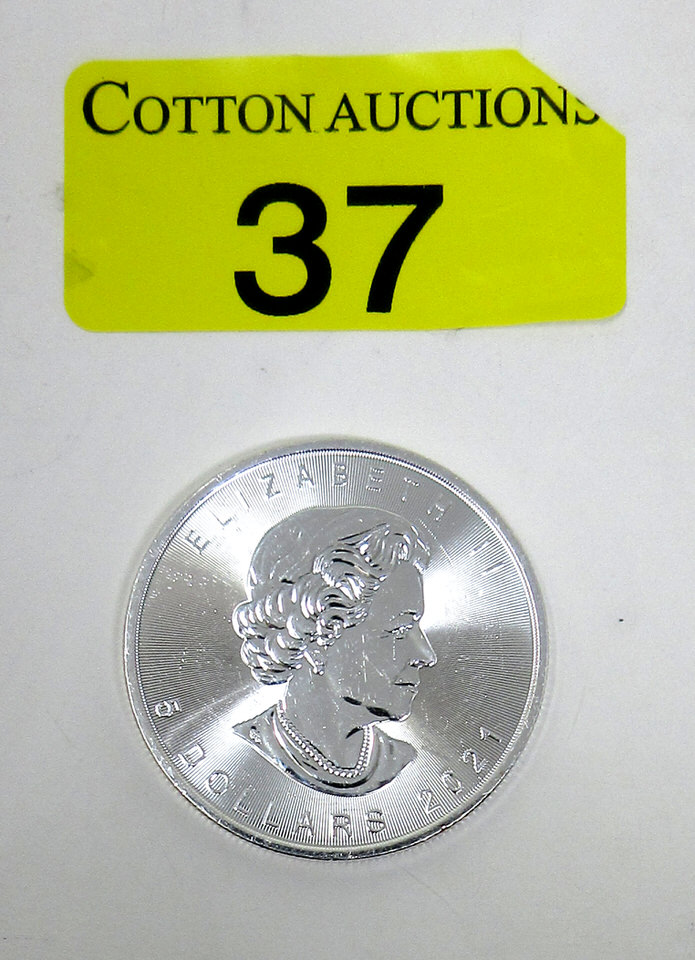 COTTON AUCTIONS
37
ELIZABETH II
5 DOLLARS 2021